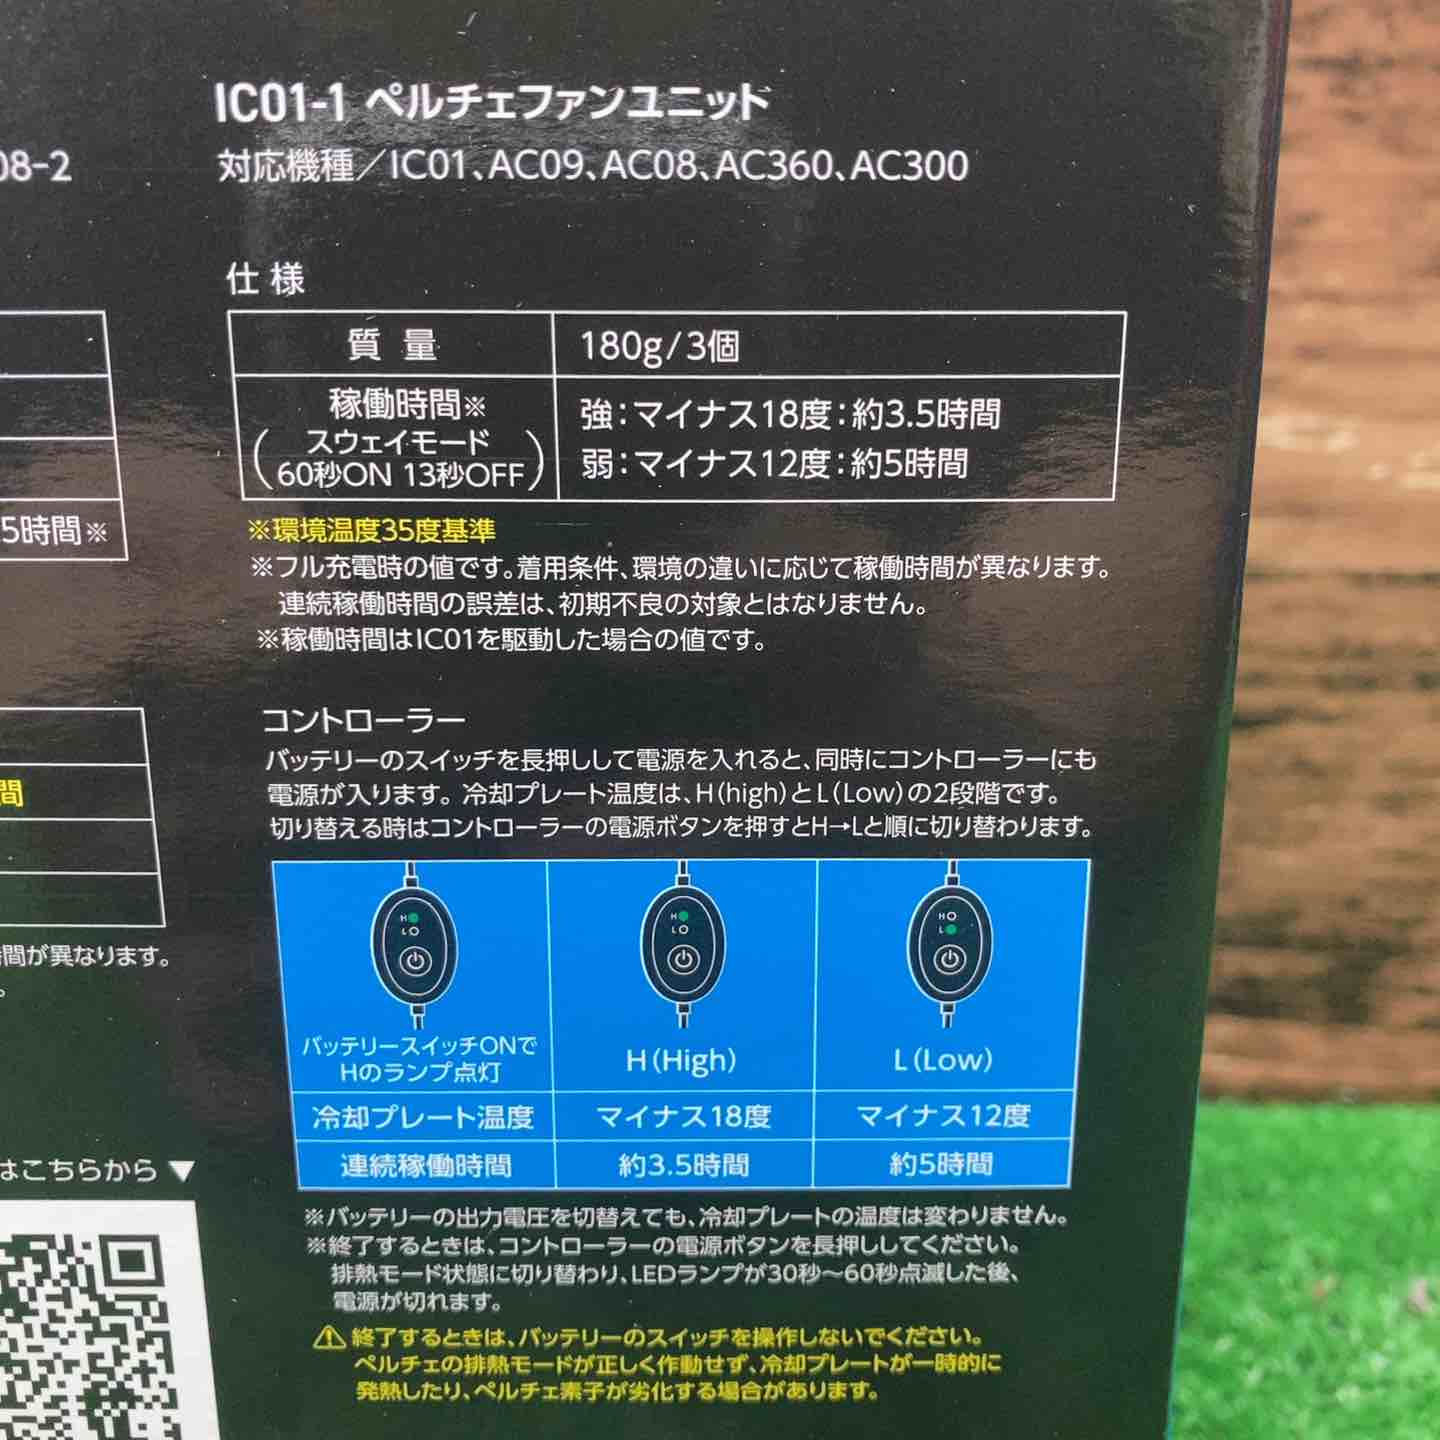 IC01-1 ペルチェファンユニット
08-2
対応機種／IC01、AC09、AC08、AC360、AC300
仕様
質量 180g/3個
稼働時間※
(スウェイモード
60秒ON 13秒OFF)
強：マイナス18度：約3.5時間
弱：マイナス12度：約5時間
5時間※
※環境温度35度基準
※フル充電時の値です。着用条件、環境の違いに応じて稼働時間が異なります。
連続稼働時間の誤差は、初期不良の対象とはなりません。
※稼働時間はIC01を駆動した場合の値です。
コントローラー
バッテリーのスイッチを長押しして電源を入れると、同時にコントローラーにも
電源が入ります。冷却プレート温度は、H(high)とL(Low)の2段階です。
切り替える時はコントローラーの電源ボタンを押すとH→Lと順に切り替わります。
間
時間が異なります。
。
H
L
H
L
H
L
バッテリースイッチONで
Hのランプ点灯
H(High)
L(Low)
冷却プレート温度 マイナス18度 マイナス12度
連続稼働時間 約3.5時間 約5時間
はこちらから▼
※バッテリーの出力電圧を切替えても、冷却プレートの温度は変わりません。
※終了するときは、コントローラーの電源ボタンを長押ししてください。
排熱モード状態に切り替わり、LEDランプが30秒～60秒点滅した後、
電源が切れます。
⚠終了するときは、バッテリーのスイッチを操作しないでください。
ペルチェの排熱モードが正しく作動せず、冷却プレートが一時的に
発熱したり、ペルチェ素子が劣化する場合があります。